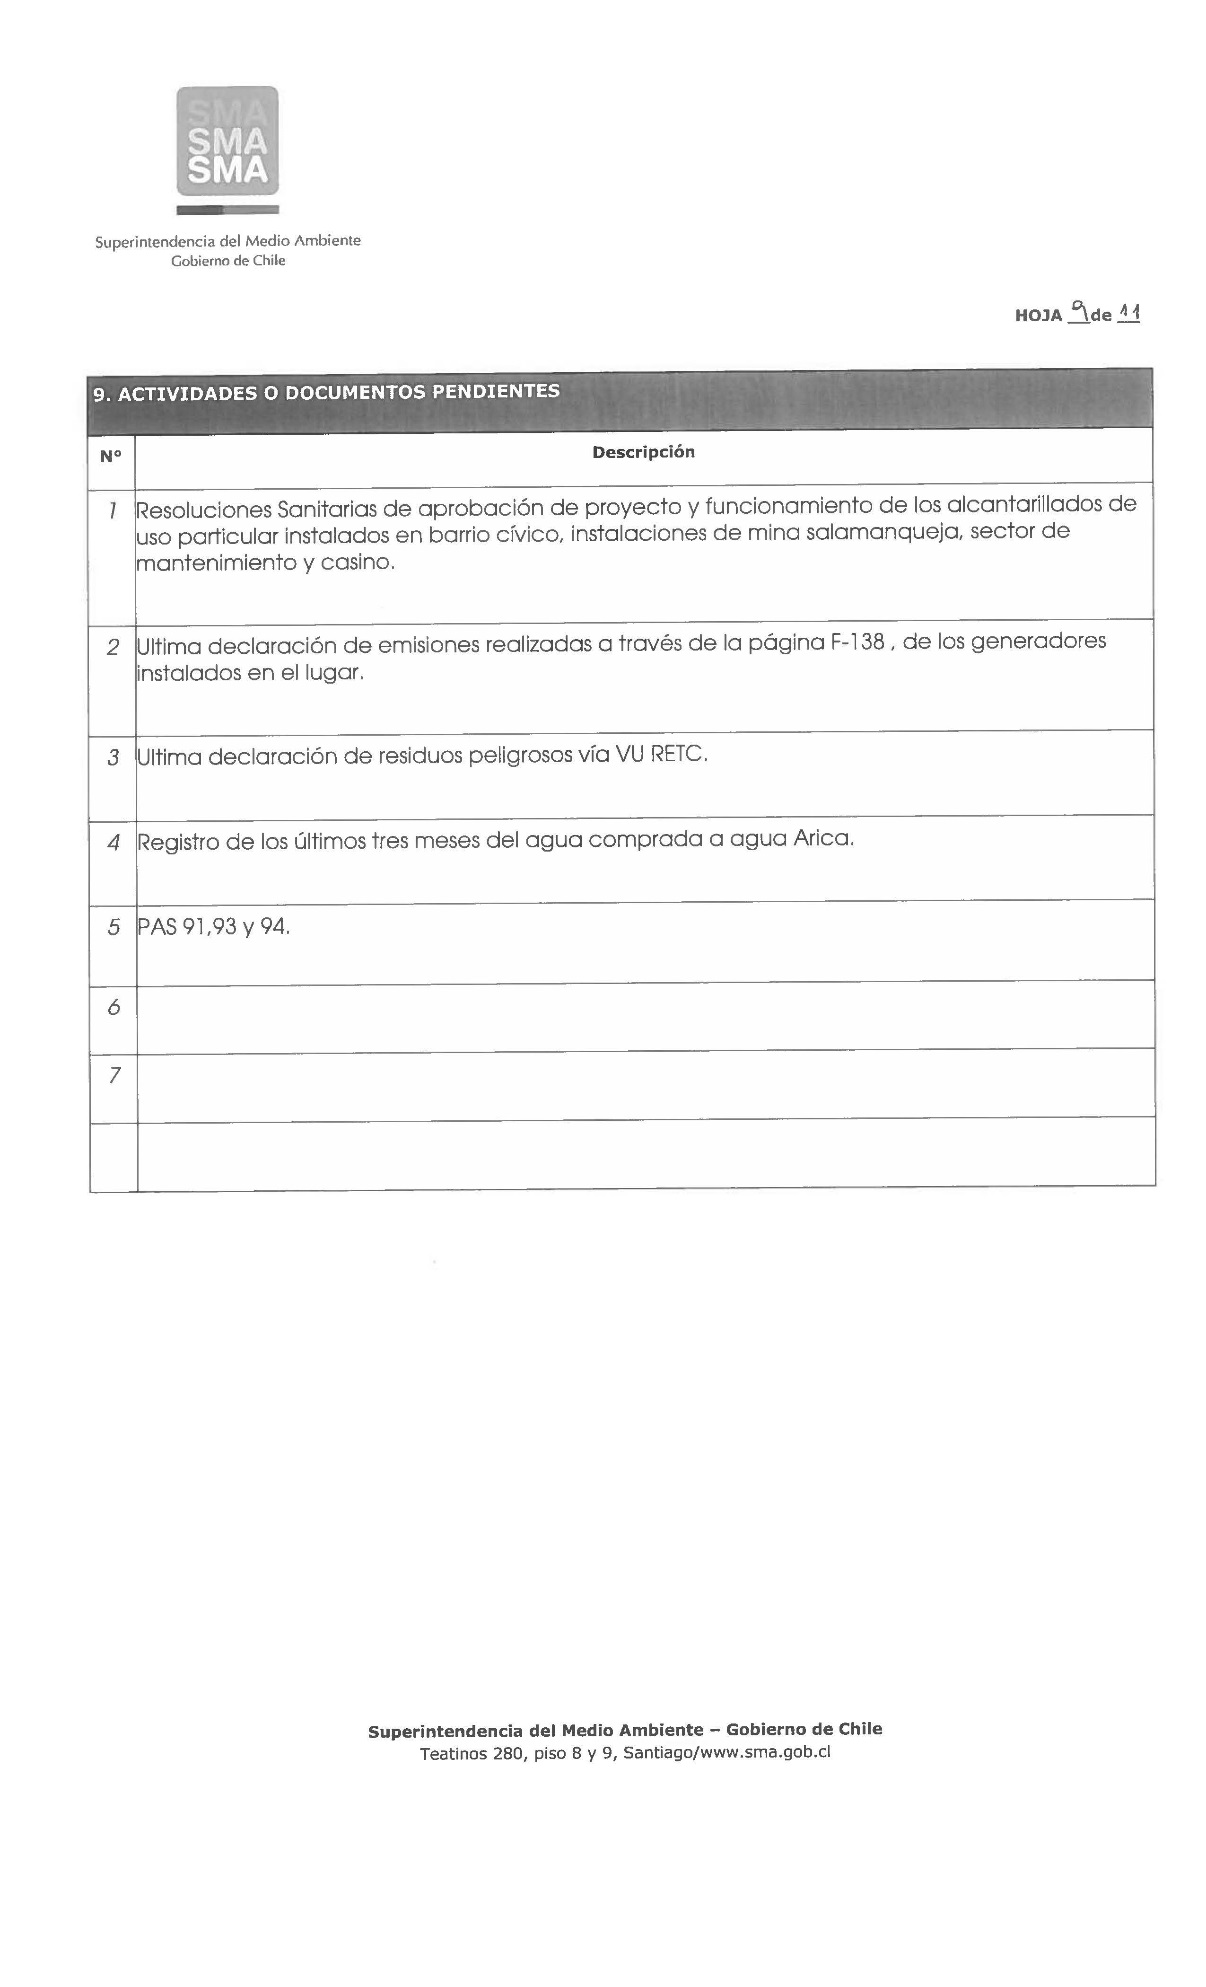 SMA
SMA
SMA
Superintendencia del Medio Ambiente
Gobierno de Chile
HOJA 9 de 11
9. ACTIVIDADES O DOCUMENTOS PENDIENTES
Nº Descripción
1 Resoluciones Sanitarias de aprobación de proyecto y funcionamiento de los alcantarillados de
uso particular instalados en barrio cívico, instalaciones de mina salamanqueja, sector de
mantenimiento y casino.
2 Ultima declaración de emisiones realizadas a través de la página F-138 , de los generadores
instalados en el lugar.
3 Ultima declaración de residuos peligrosos vía VU RETC.
4 Registro de los últimos tres meses del agua comprada a agua Arica.
5 PAS 91,93 y 94.
6
7
Superintendencia del Medio Ambiente – Gobierno de Chile
Teatinos 280, piso 8 y 9, Santiago/www.sma.gob.cl